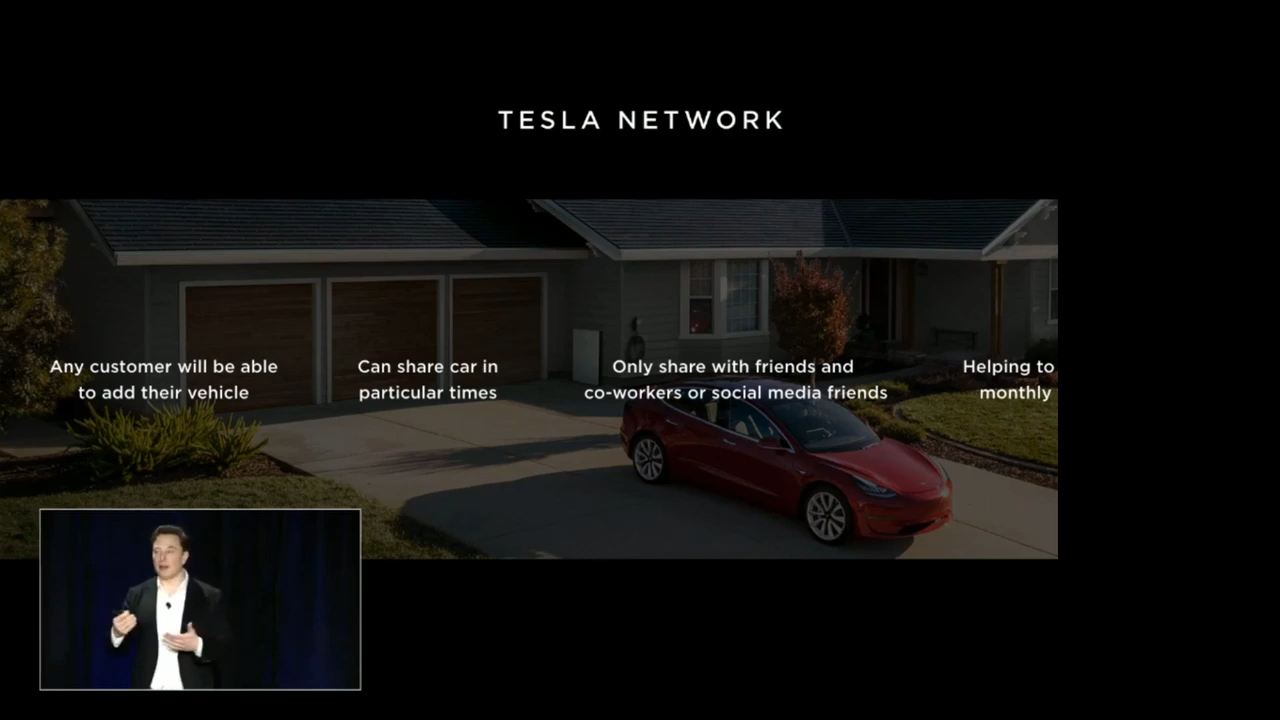 TESLA NETWORK
Any customer will be able
to add their vehicle
Can share car in
particular times
Only share with friends and
co-workers or social media friends
Helping to
monthly